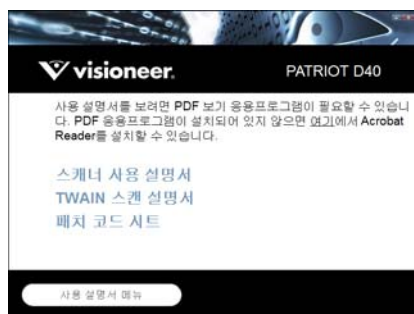 visioneer.
PATRIOT D40
사용 설명서를 보려면 PDF 보기 응용프로그램이 필요할 수 있습니
다. PDF 응용프로그램이 설치되어 있지 않으면 여기에서 Acrobat
Reader를 설치할 수 있습니다.
스캐너 사용 설명서
TWAIN 스캔 설명서
패치 코드 시트
사용 설명서 메뉴